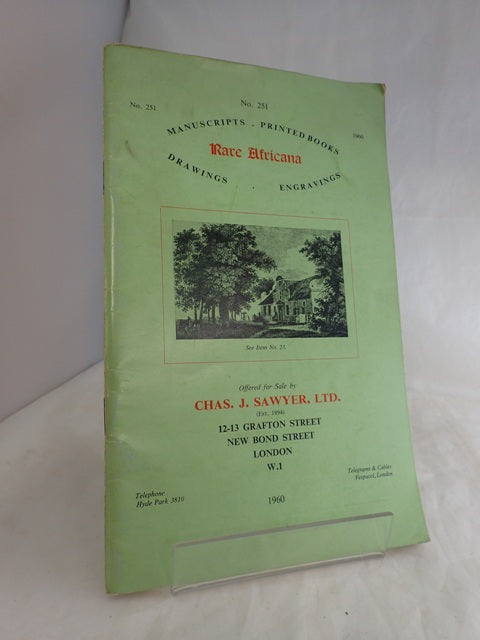 No. 251
No. 251
1960
MANUSCRIPTS . PRINTED BOOKS
Rare Africana
DRAWINGS . ENGRAVINGS
See Item No. 23.
Offered for Sale by
CHAS. J. SAWYER, LTD.
(Est. 1894)
12-13 GRAFTON STREET
NEW BOND STREET
LONDON
W.1
Telegrams & Cables
Vespucci, London
Telephone
Hyde Park 3810
1960